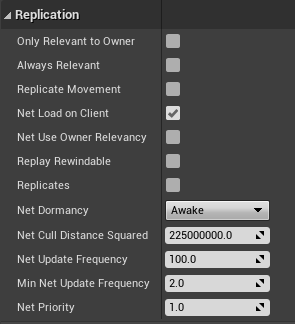 Replication
Only Relevant to Owner
Always Relevant
Replicate Movement
Net Load on Client
Net Use Owner Relevancy
Replay Rewindable
Replicates
Net Dormancy Awake
Net Cull Distance Squared 225000000.0
Net Update Frequency 100.0
Min Net Update Frequency 2.0
Net Priority 1.0